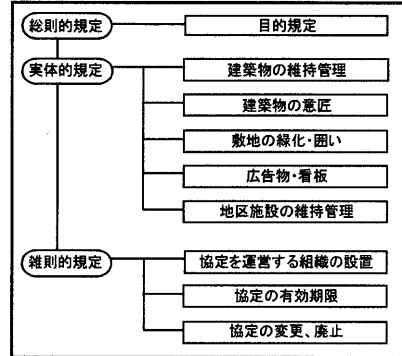 総則的規定
目的規定
実体的規定
建築物の維持管理
建築物の意匠
敷地の緑化・囲い
広告物・看板
地区施設の維持管理
雑則的規定
協定を運営する組織の設置
協定の有効期限
協定の変更、廃止